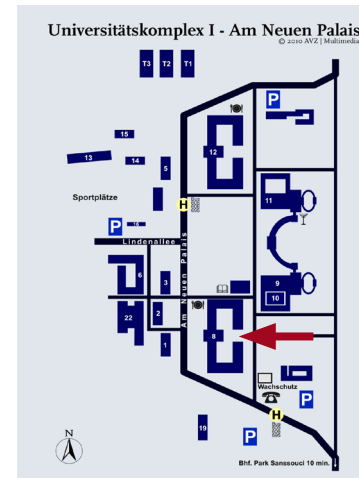 Universitätskomplex I - Am Neuen Palais
© 2010 AVZ | Multimedia
T3 T2 T1
P
15
12
13
14
5
11
Sportplätze
H
P
16
Lindenallee
Am Neuen Palais
6
3
9
10
22
2
8
1
Wachschutz
P
H
19
P
N
Bhf. Park Sanssouci 10 min.